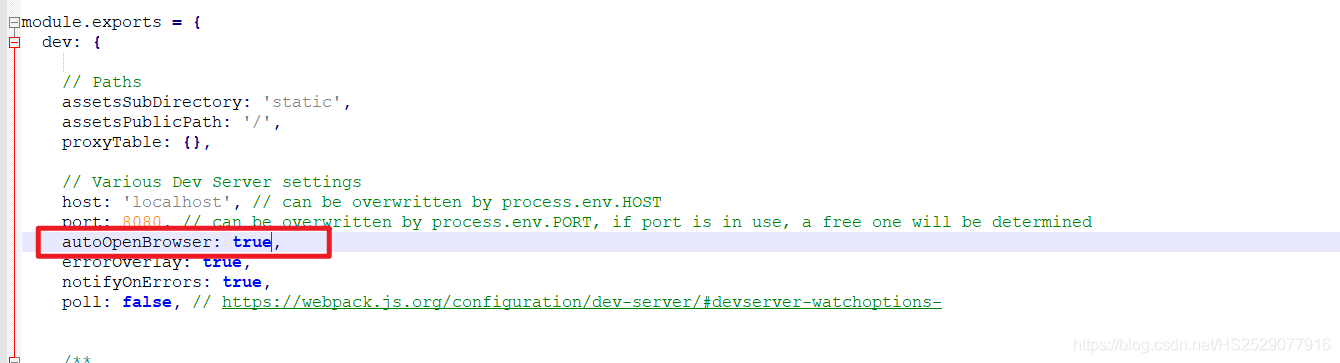 module.exports = {
dev: {
// Paths
assetsSubDirectory: 'static',
assetsPublicPath: '/',
proxyTable: {},
// Various Dev Server settings
host: 'localhost', // can be overwritten by process.env.HOST
port: 8080, // can be overwritten by process.env.PORT, if port is in use, a free one will be determined
autoOpenBrowser: true,
errorOverlay: true,
notifyOnErrors: true,
poll: false, // https://webpack.js.org/configuration/dev-server/#devserver-watchoptions-
/**
https://blog.csdn.net/HS2529077916